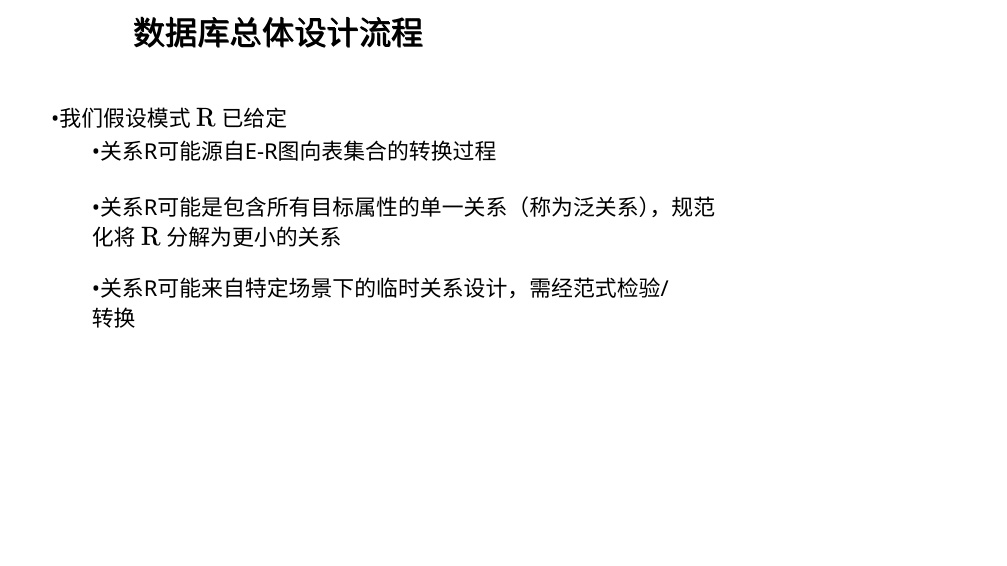 数据库总体设计流程
•我们假设模式 R 已给定
•关系R可能源自E-R图向表集合的转换过程
•关系R可能是包含所有目标属性的单一关系（称为泛关系），规范
化将 R 分解为更小的关系
•关系R可能来自特定场景下的临时关系设计，需经范式检验/
转换